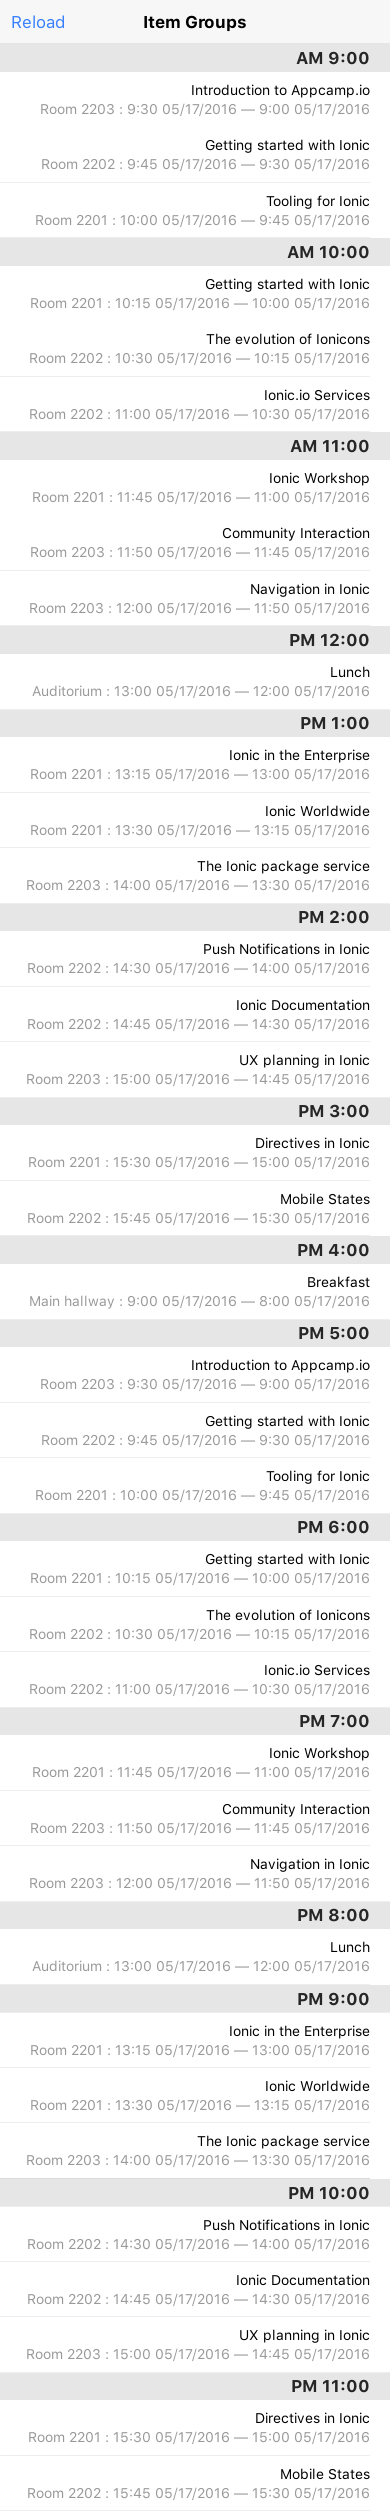 Reload
Item Groups
AM 9:00
Introduction to Appcamp.io
Room 2203 : 9:30 05/17/2016 — 9:00 05/17/2016
Getting started with Ionic
Room 2202 : 9:45 05/17/2016 — 9:30 05/17/2016
Tooling for Ionic
Room 2201 : 10:00 05/17/2016 — 9:45 05/17/2016
AM 10:00
Getting started with Ionic
Room 2201 : 10:15 05/17/2016 — 10:00 05/17/2016
The evolution of Ionicons
Room 2202 : 10:30 05/17/2016 — 10:15 05/17/2016
Ionic.io Services
Room 2202 : 11:00 05/17/2016 — 10:30 05/17/2016
AM 11:00
Ionic Workshop
Room 2201 : 11:45 05/17/2016 — 11:00 05/17/2016
Community Interaction
Room 2203 : 11:50 05/17/2016 — 11:45 05/17/2016
Navigation in Ionic
Room 2203 : 12:00 05/17/2016 — 11:50 05/17/2016
PM 12:00
Lunch
Auditorium : 13:00 05/17/2016 — 12:00 05/17/2016
PM 1:00
Ionic in the Enterprise
Room 2201 : 13:15 05/17/2016 — 13:00 05/17/2016
Ionic Worldwide
Room 2201 : 13:30 05/17/2016 — 13:15 05/17/2016
The Ionic package service
Room 2203 : 14:00 05/17/2016 — 13:30 05/17/2016
PM 2:00
Push Notifications in Ionic
Room 2202 : 14:30 05/17/2016 — 14:00 05/17/2016
Ionic Documentation
Room 2202 : 14:45 05/17/2016 — 14:30 05/17/2016
UX planning in Ionic
Room 2203 : 15:00 05/17/2016 — 14:45 05/17/2016
PM 3:00
Directives in Ionic
Room 2201 : 15:30 05/17/2016 — 15:00 05/17/2016
Mobile States
Room 2202 : 15:45 05/17/2016 — 15:30 05/17/2016
PM 4:00
Breakfast
Main hallway : 9:00 05/17/2016 — 8:00 05/17/2016
PM 5:00
Introduction to Appcamp.io
Room 2203 : 9:30 05/17/2016 — 9:00 05/17/2016
Getting started with Ionic
Room 2202 : 9:45 05/17/2016 — 9:30 05/17/2016
Tooling for Ionic
Room 2201 : 10:00 05/17/2016 — 9:45 05/17/2016
PM 6:00
Getting started with Ionic
Room 2201 : 10:15 05/17/2016 — 10:00 05/17/2016
The evolution of Ionicons
Room 2202 : 10:30 05/17/2016 — 10:15 05/17/2016
Ionic.io Services
Room 2202 : 11:00 05/17/2016 — 10:30 05/17/2016
PM 7:00
Ionic Workshop
Room 2201 : 11:45 05/17/2016 — 11:00 05/17/2016
Community Interaction
Room 2203 : 11:50 05/17/2016 — 11:45 05/17/2016
Navigation in Ionic
Room 2203 : 12:00 05/17/2016 — 11:50 05/17/2016
PM 8:00
Lunch
Auditorium : 13:00 05/17/2016 — 12:00 05/17/2016
PM 9:00
Ionic in the Enterprise
Room 2201 : 13:15 05/17/2016 — 13:00 05/17/2016
Ionic Worldwide
Room 2201 : 13:30 05/17/2016 — 13:15 05/17/2016
The Ionic package service
Room 2203 : 14:00 05/17/2016 — 13:30 05/17/2016
PM 10:00
Push Notifications in Ionic
Room 2202 : 14:30 05/17/2016 — 14:00 05/17/2016
Ionic Documentation
Room 2202 : 14:45 05/17/2016 — 14:30 05/17/2016
UX planning in Ionic
Room 2203 : 15:00 05/17/2016 — 14:45 05/17/2016
PM 11:00
Directives in Ionic
Room 2201 : 15:30 05/17/2016 — 15:00 05/17/2016
Mobile States
Room 2202 : 15:45 05/17/2016 — 15:30 05/17/2016